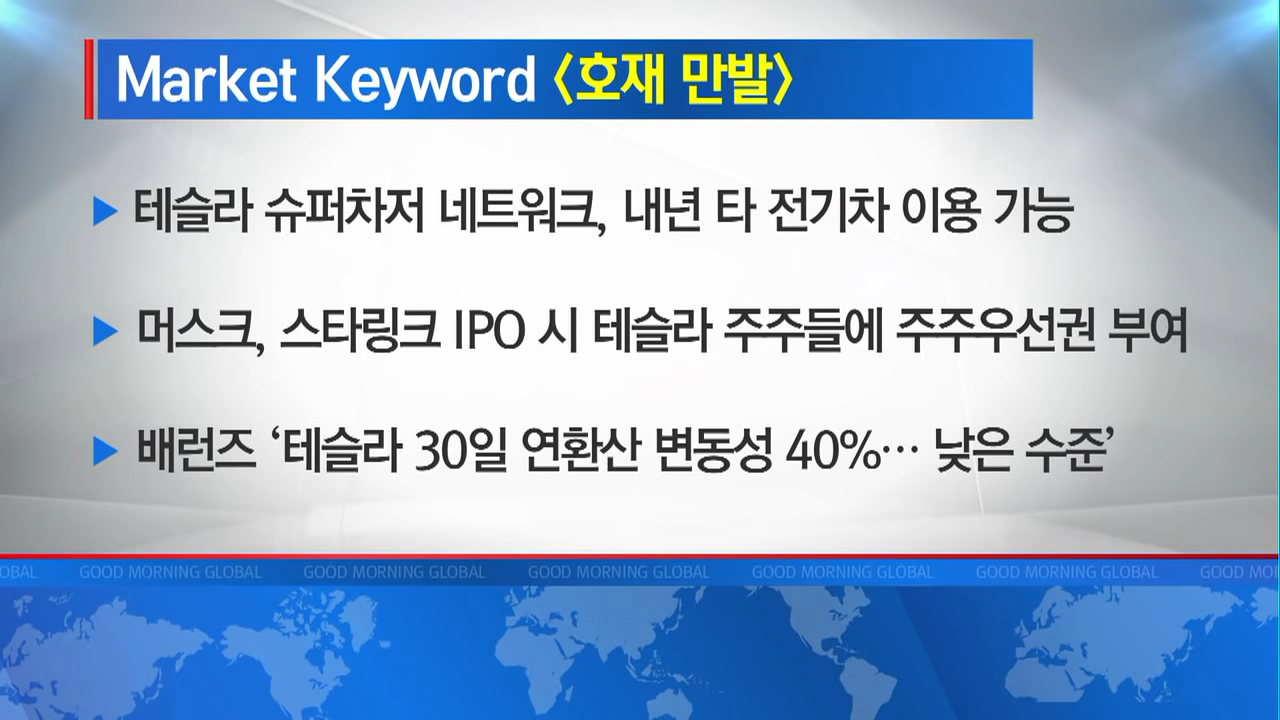 Market Keyword <호재 만발>
▶ 테슬라 슈퍼차저 네트워크, 내년 타 전기차 이용 가능
▶ 머스크, 스타링크 IPO 시 테슬라 주주들에 주주우선권 부여
▶ 배런즈 ‘테슬라 30일 연환산 변동성 40%… 낮은 수준’
OBAL GOOD MORNING GLOBAL GOOD MORNING GLOBAL GOOD MORNING GLOBAL GOOD MORNING GLOBAL GOOD MORNING GLOBAL GOOD MOR